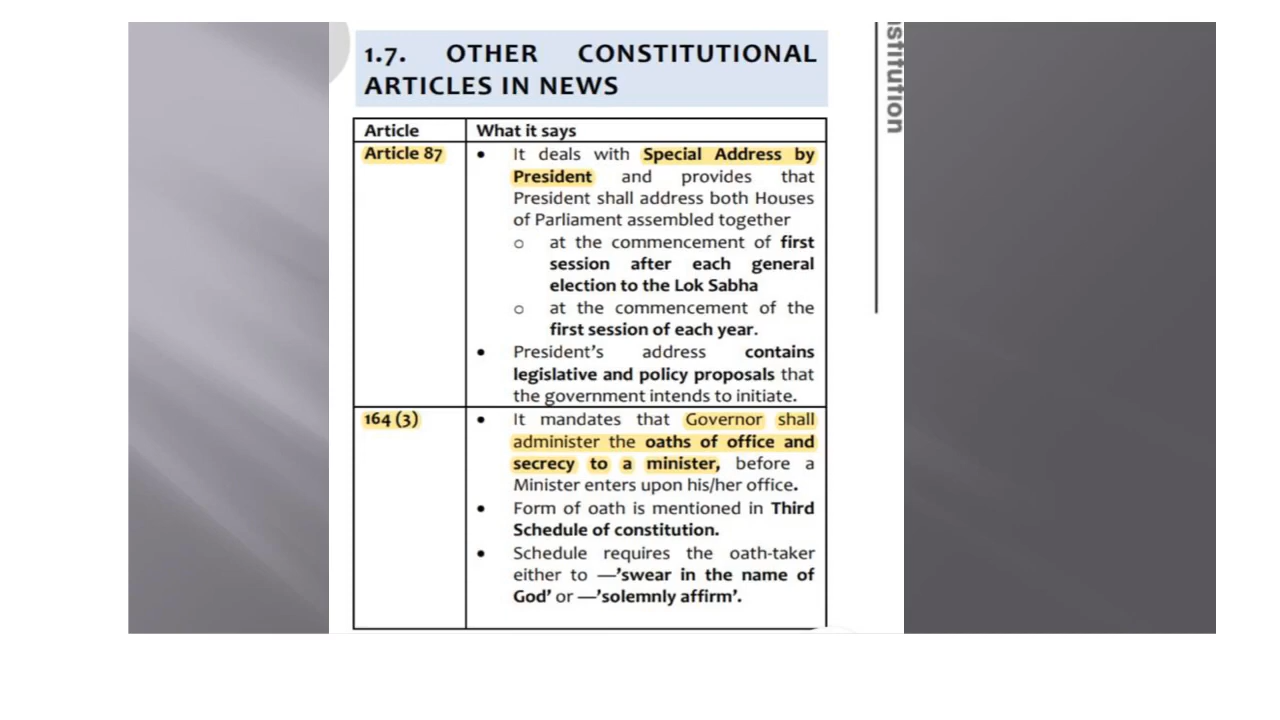 1.7. OTHER CONSTITUTIONAL
ARTICLES IN NEWS
Article What it says
Article 87 • It deals with Special Address by
President and provides that
President shall address both Houses
of Parliament assembled together
o at the commencement of first
session after each general
election to the Lok Sabha
o at the commencement of the
first session of each year.
• President's address contains
legislative and policy proposals that
the government intends to initiate.
164 (3) • It mandates that Governor shall
administer the oaths of office and
secrecy to a minister, before a
Minister enters upon his/her office.
• Form of oath is mentioned in Third
Schedule of constitution.
• Schedule requires the oath-taker
either to —'swear in the name of
God' or —'solemnly affirm'.
stitution